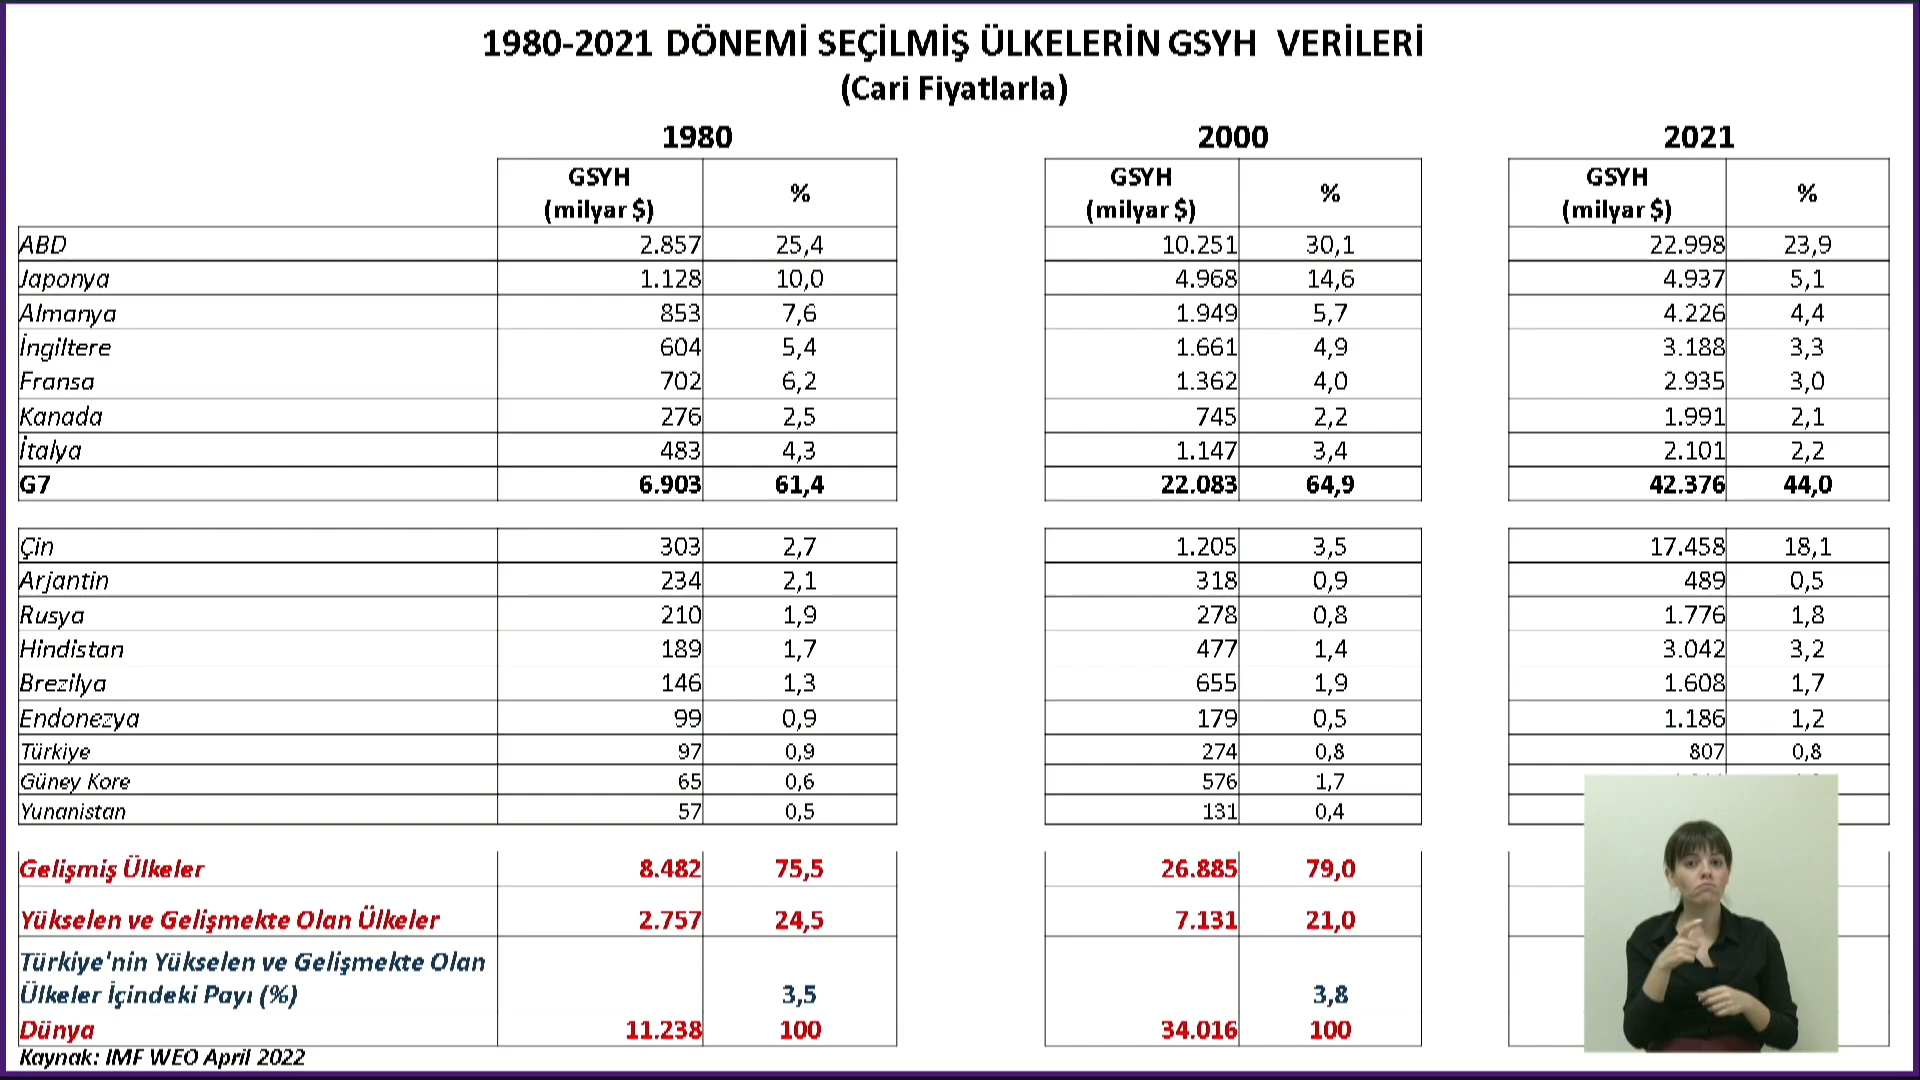 1980-2021 DÖNEMİ SEÇİLMİŞ ÜLKELERİN GSYH VERİLERİ
(Cari Fiyatlarla)
1980 2000 2021
GSYH (milyar $) % GSYH (milyar $) % GSYH (milyar $) %
ABD 2.857 25,4 10.251 30,1 22.998 23,9
Japonya 1.128 10,0 4.968 14,6 4.937 5,1
Almanya 853 7,6 1.949 5,7 4.226 4,4
İngiltere 604 5,4 1.661 4,9 3.188 3,3
Fransa 702 6,2 1.362 4,0 2.935 3,0
Kanada 276 2,5 745 2,2 1.991 2,1
İtalya 483 4,3 1.147 3,4 2.101 2,2
G7 6.903 61,4 22.083 64,9 42.376 44,0
Çin 303 2,7 1.205 3,5 17.458 18,1
Arjantin 234 2,1 318 0,9 489 0,5
Rusya 210 1,9 278 0,8 1.776 1,8
Hindistan 189 1,7 477 1,4 3.042 3,2
Brezilya 146 1,3 655 1,9 1.608 1,7
Endonezya 99 0,9 179 0,5 1.186 1,2
Türkiye 97 0,9 274 0,8 807 0,8
Güney Kore 65 0,6 576 1,7
Yunanistan 57 0,5 131 0,4
Gelişmiş Ülkeler 8.482 75,5 26.885 79,0
Yükselen ve Gelişmekte Olan Ülkeler 2.757 24,5 7.131 21,0
Türkiye'nin Yükselen ve Gelişmekte Olan
Ülkeler İçindeki Payı (%) 3,5 3,8
Dünya 11.238 100 34.016 100
Kaynak: IMF WEO April 2022